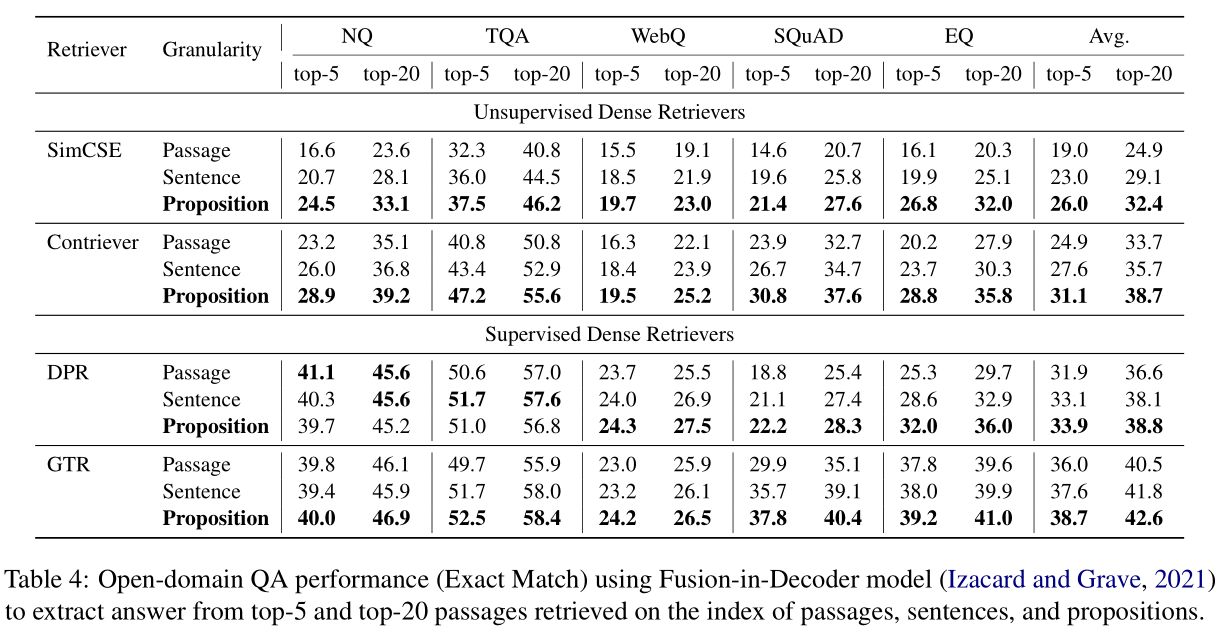 Retriever Granularity NQ TQA WebQ SQuAD EQ Avg.
top-5 top-20 top-5 top-20 top-5 top-20 top-5 top-20 top-5 top-20 top-5 top-20
Unsupervised Dense Retrievers
SimCSE Passage 16.6 23.6 32.3 40.8 15.5 19.1 14.6 20.7 16.1 20.3 19.0 24.9
Sentence 20.7 28.1 36.0 44.5 18.5 21.9 19.6 25.8 19.9 25.1 23.0 29.1
Proposition 24.5 33.1 37.5 46.2 19.7 23.0 21.4 27.6 26.8 32.0 26.0 32.4
Contriever Passage 23.2 35.1 40.8 50.8 16.3 22.1 23.9 32.7 20.2 27.9 24.9 33.7
Sentence 26.0 36.8 43.4 52.9 18.4 23.9 26.7 34.7 23.7 30.3 27.6 35.7
Proposition 28.9 39.2 47.2 55.6 19.5 25.2 30.8 37.6 28.8 35.8 31.1 38.7
Supervised Dense Retrievers
DPR Passage 41.1 45.6 50.6 57.0 23.7 25.5 18.8 25.4 25.3 29.7 31.9 36.6
Sentence 40.3 45.6 51.7 57.6 24.0 26.9 21.1 27.4 28.6 32.9 33.1 38.1
Proposition 39.7 45.2 51.0 56.8 24.3 27.5 22.2 28.3 32.0 36.0 33.9 38.8
GTR Passage 39.8 46.1 49.7 55.9 23.0 25.9 29.9 35.1 37.8 39.6 36.0 40.5
Sentence 39.4 45.9 51.7 58.0 23.2 26.1 35.7 39.1 38.0 39.9 37.6 41.8
Proposition 40.0 46.9 52.5 58.4 24.2 26.5 37.8 40.4 39.2 41.0 38.7 42.6
Table 4: Open-domain QA performance (Exact Match) using Fusion-in-Decoder model (Izacard and Grave, 2021)
to extract answer from top-5 and top-20 passages retrieved on the index of passages, sentences, and propositions.